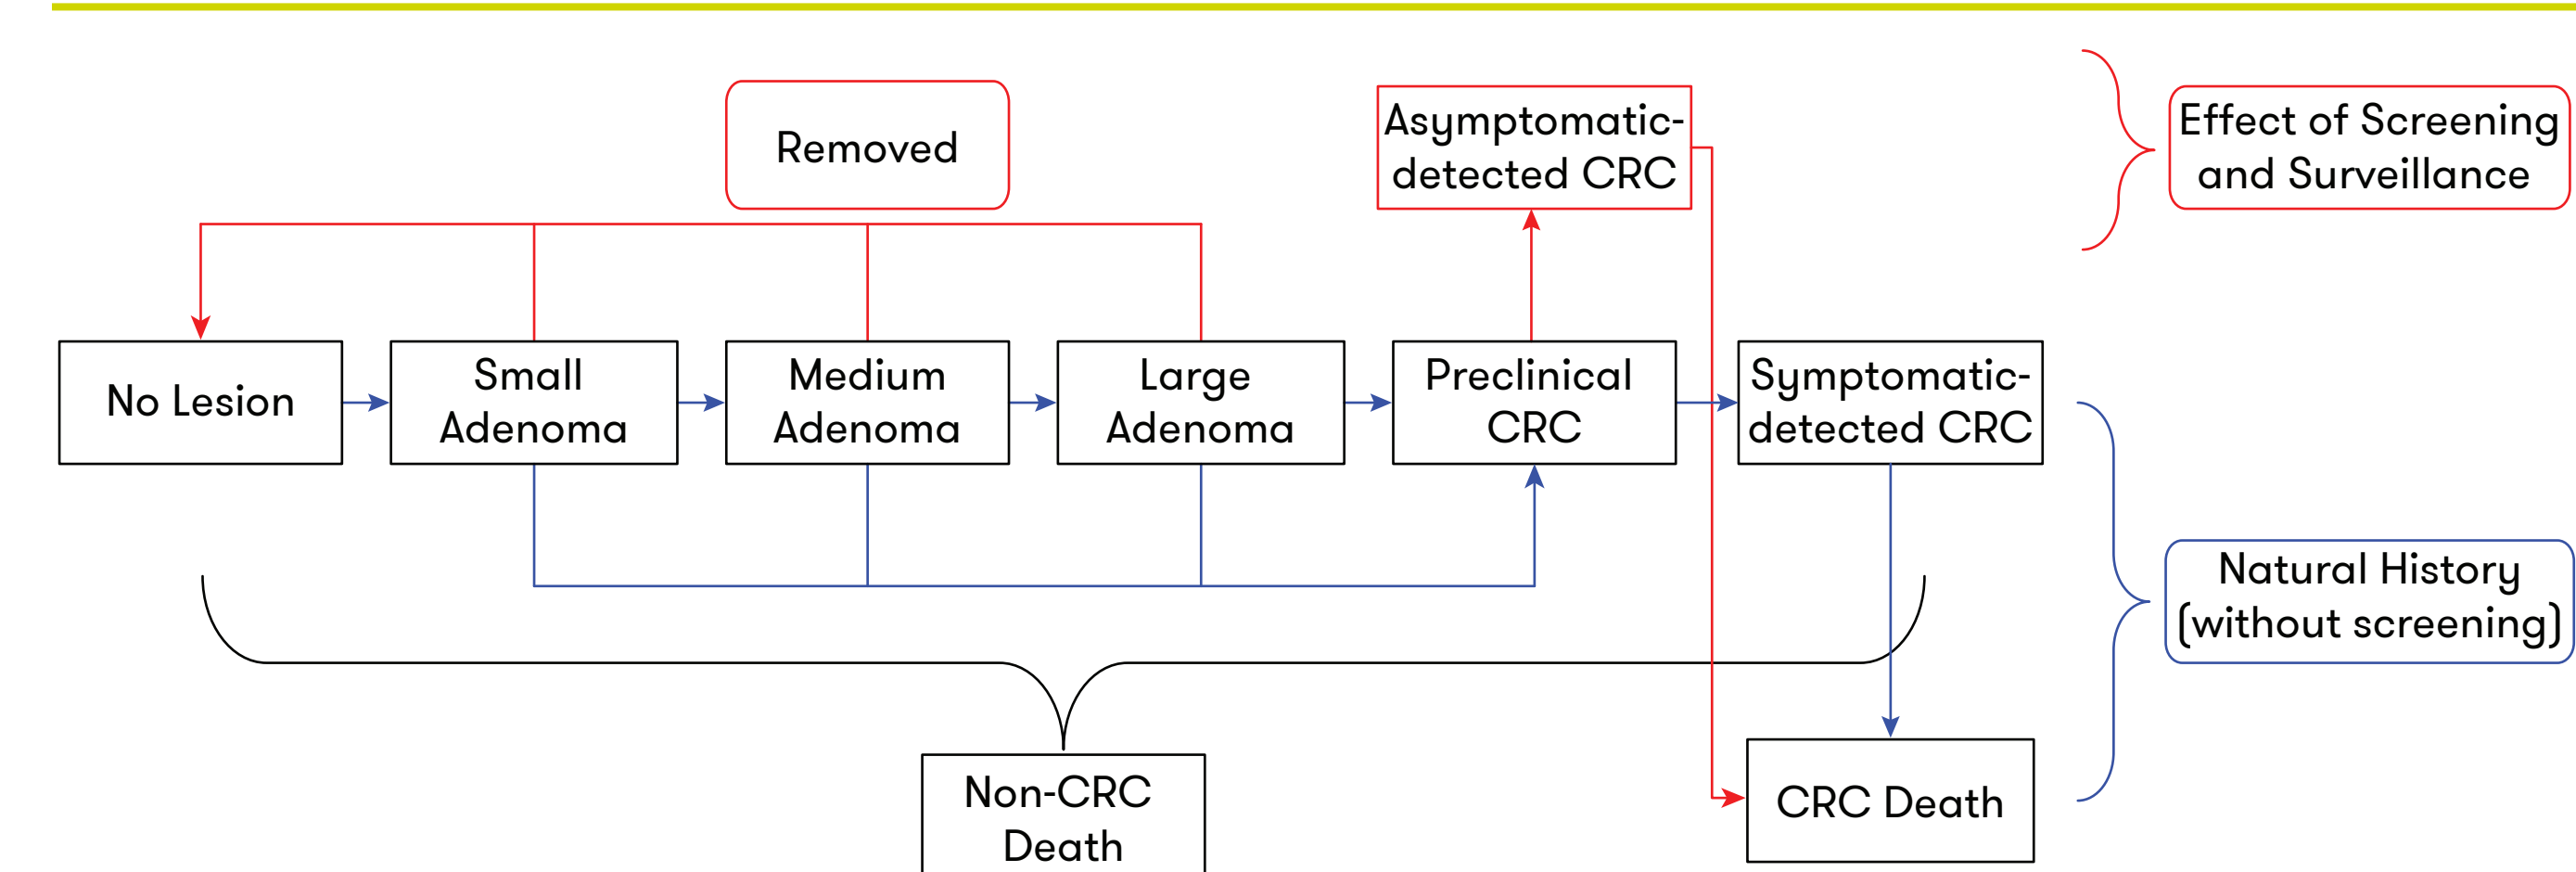 Removed
Asymptomatic-
detected CRC
Effect of Screening
and Surveillance
No Lesion
Small
Adenoma
Medium
Adenoma
Large
Adenoma
Preclinical
CRC
Symptomatic-
detected CRC
Natural History
(without screening)
Non-CRC
Death
CRC Death